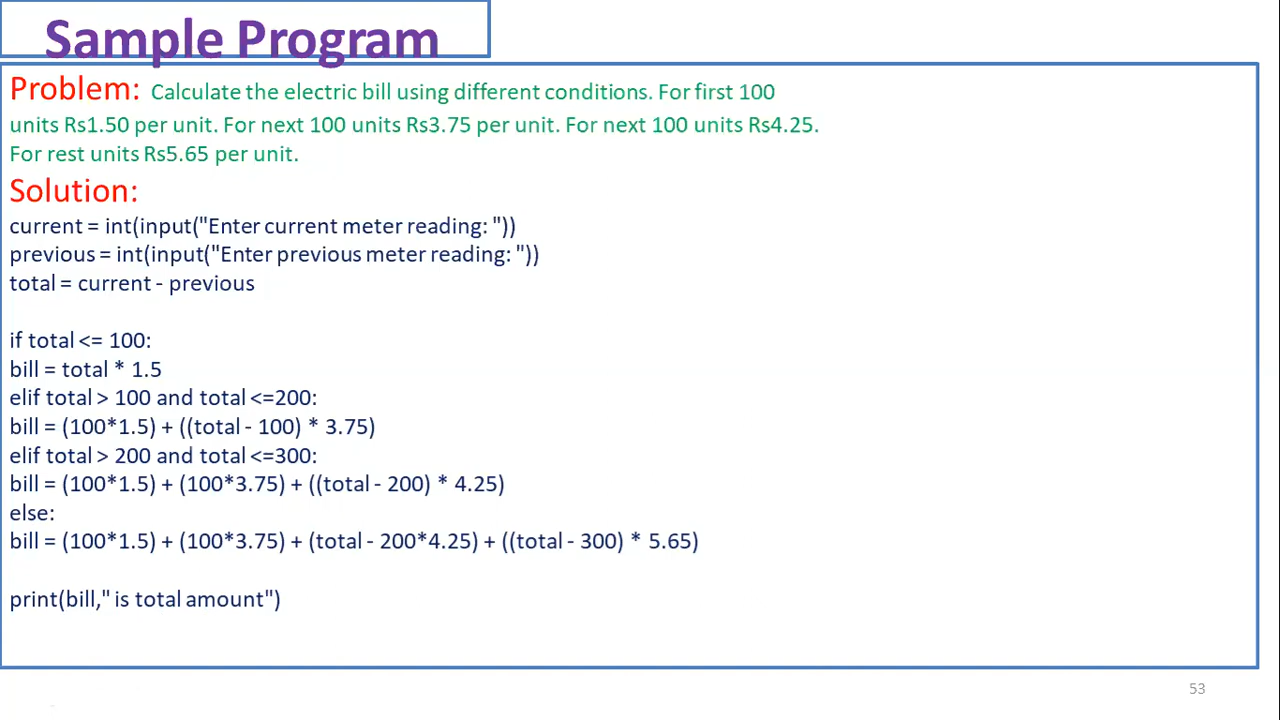 Sample Program
Problem: Calculate the electric bill using different conditions. For first 100
units Rs1.50 per unit. For next 100 units Rs3.75 per unit. For next 100 units Rs4.25.
For rest units Rs5.65 per unit.
Solution:
current = int(input("Enter current meter reading: "))
previous = int(input("Enter previous meter reading: "))
total = current - previous
if total <= 100:
bill = total * 1.5
elif total > 100 and total <=200:
bill = (100*1.5) + ((total - 100) * 3.75)
elif total > 200 and total <=300:
bill = (100*1.5) + (100*3.75) + ((total - 200) * 4.25)
else:
bill = (100*1.5) + (100*3.75) + (total - 200*4.25) + ((total - 300) * 5.65)
print(bill," is total amount")
53